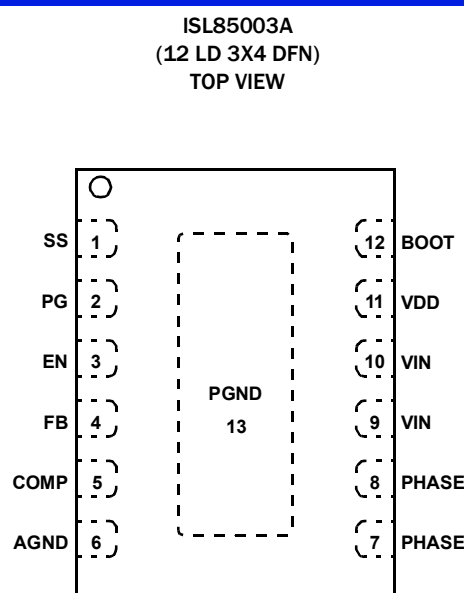 ISL85003A
(12 LD 3X4 DFN)
TOP VIEW
SS 1 12 BOOT
PG 2 11 VDD
EN 3 10 VIN
PGND
FB 4 13 9 VIN
COMP 5 8 PHASE
AGND 6 7 PHASE